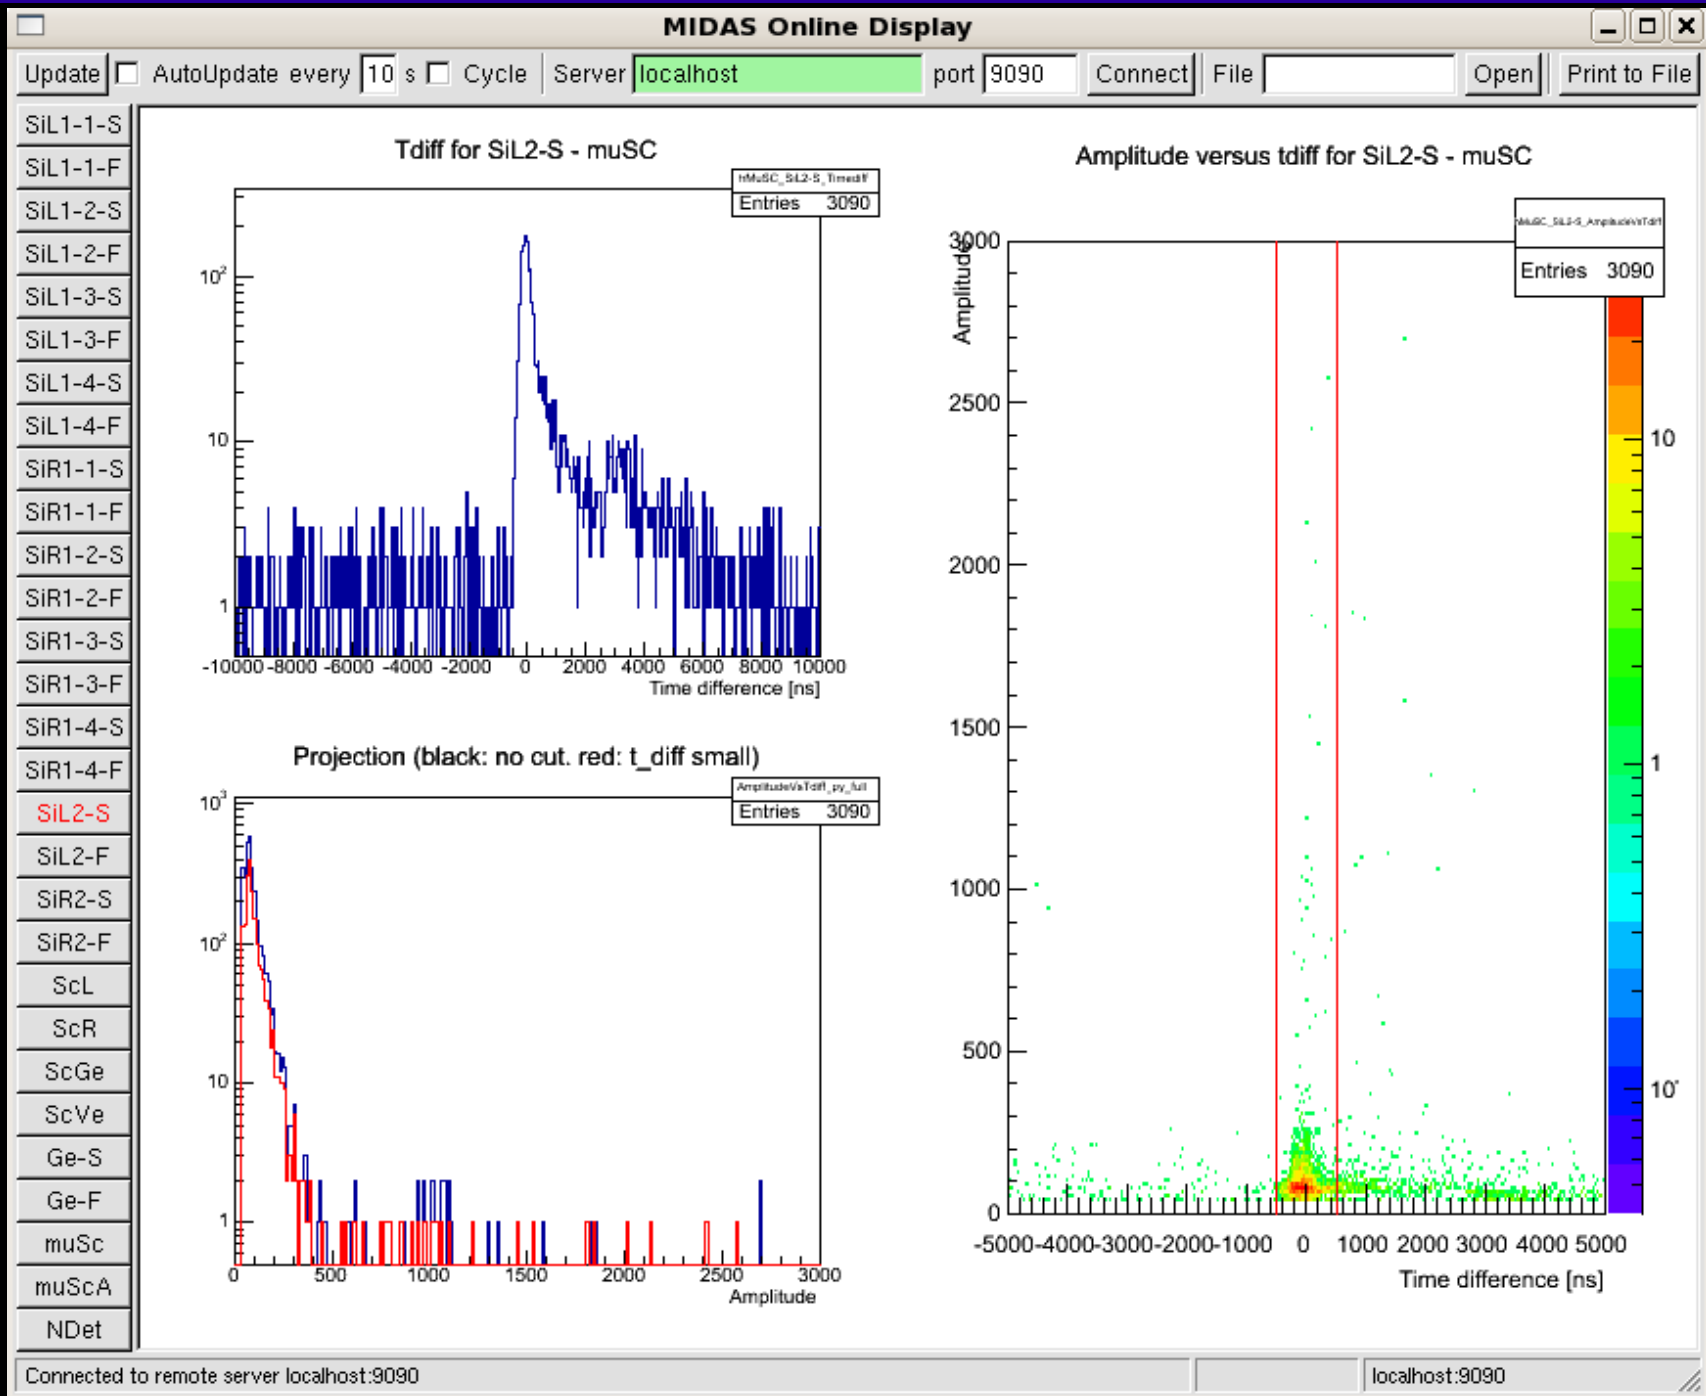 MIDAS Online Display
Update AutoUpdate every 10 s Cycle Server localhost port 9090 Connect File Open Print to File
SiL1-1-S
SiL1-1-F
SiL1-2-S
SiL1-2-F
SiL1-3-S
SiL1-3-F
SiL1-4-S
SiL1-4-F
SiR1-1-S
SiR1-1-F
SiR1-2-S
SiR1-2-F
SiR1-3-S
SiR1-3-F
SiR1-4-S
SiR1-4-F
SiL2-S
SiL2-F
SiR2-S
SiR2-F
ScL
ScR
ScGe
ScVe
Ge-S
Ge-F
muSc
muScA
NDet
Tdiff for SiL2-S - muSC
hMuSC_SiL2-S_Timediff
Entries 3090
10²
10
1
-10000 -8000 -6000 -4000 -2000 0 2000 4000 6000 8000 10000
Time difference [ns]
Projection (black: no cut. red: t_diff small)
AmplitudeVsTdiff_py_full
Entries 3090
10³
10²
10
1
0 500 1000 1500 2000 2500 3000
Amplitude
Amplitude versus tdiff for SiL2-S - muSC
hMuSC_SiL2-S_AmplitudeVsTdiff
Entries 3090
Amplitude
3000
2500
2000
1500
1000
500
0
-5000 -4000 -3000 -2000 -1000 0 1000 2000 3000 4000 5000
Time difference [ns]
10
1
Connected to remote server localhost:9090
localhost:9090